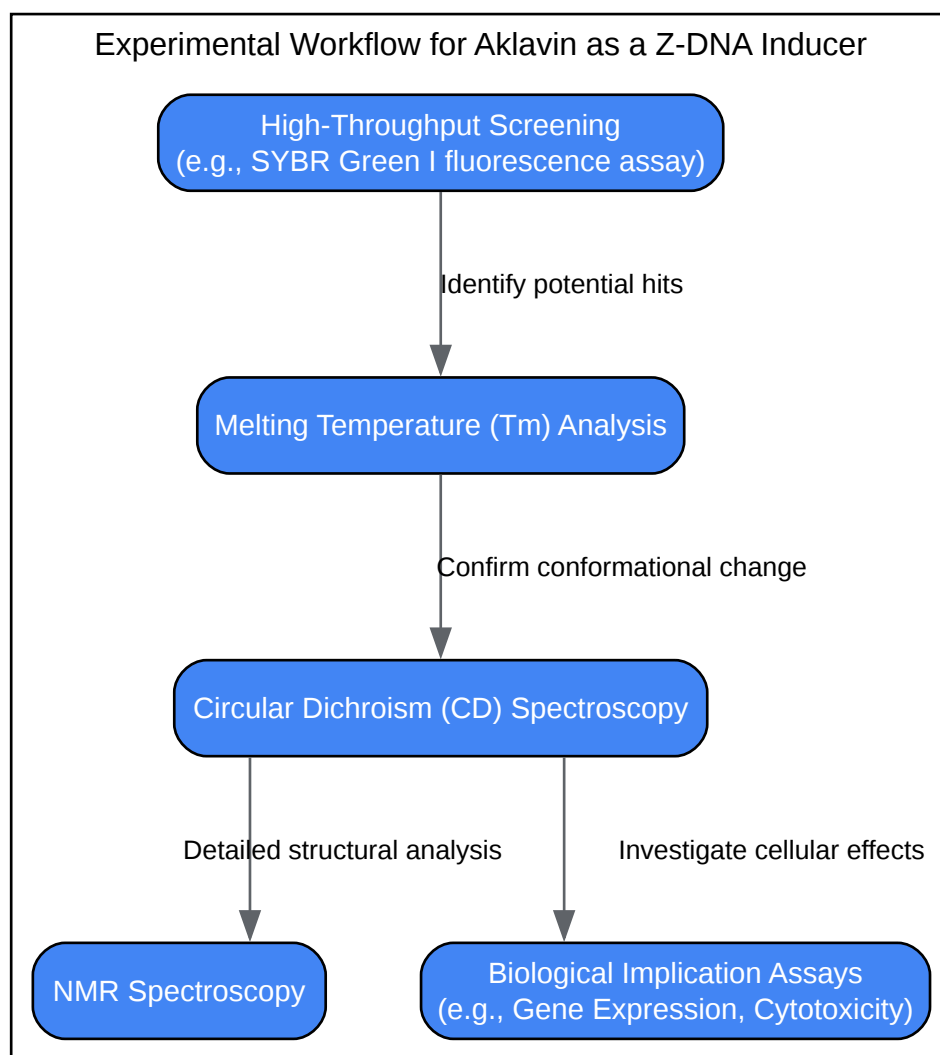 Experimental Workflow for Aklavin as a Z-DNA Inducer
High-Throughput Screening
(e.g., SYBR Green I fluorescence assay)
Identify potential hits
Melting Temperature (Tm) Analysis
Confirm conformational change
Circular Dichroism (CD) Spectroscopy
Detailed structural analysis
Investigate cellular effects
NMR Spectroscopy
Biological Implication Assays
(e.g., Gene Expression, Cytotoxicity)